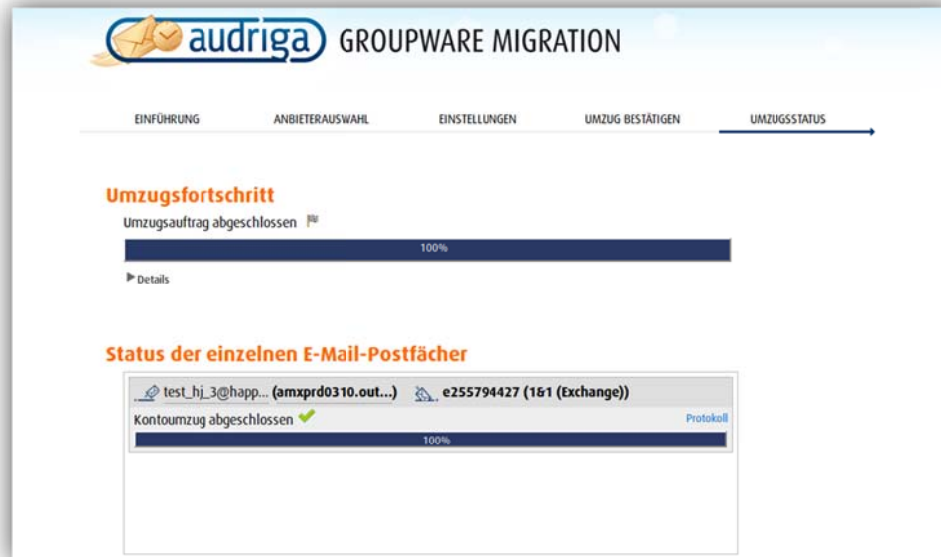 audriga GROUPWARE MIGRATION
EINFÜHRUNG ANBIETERAUSWAHL EINSTELLUNGEN UMZUG BESTÄTIGEN UMZUGSSTATUS
Umzugsfortschritt
Umzugsauftrag abgeschlossen
100%
Details
Status der einzelnen E-Mail-Postfächer
test_hj_3@happ... (amxprd0310.out...) e255794427 (1&1 (Exchange))
Kontoumzug abgeschlossen Protokoll
100%